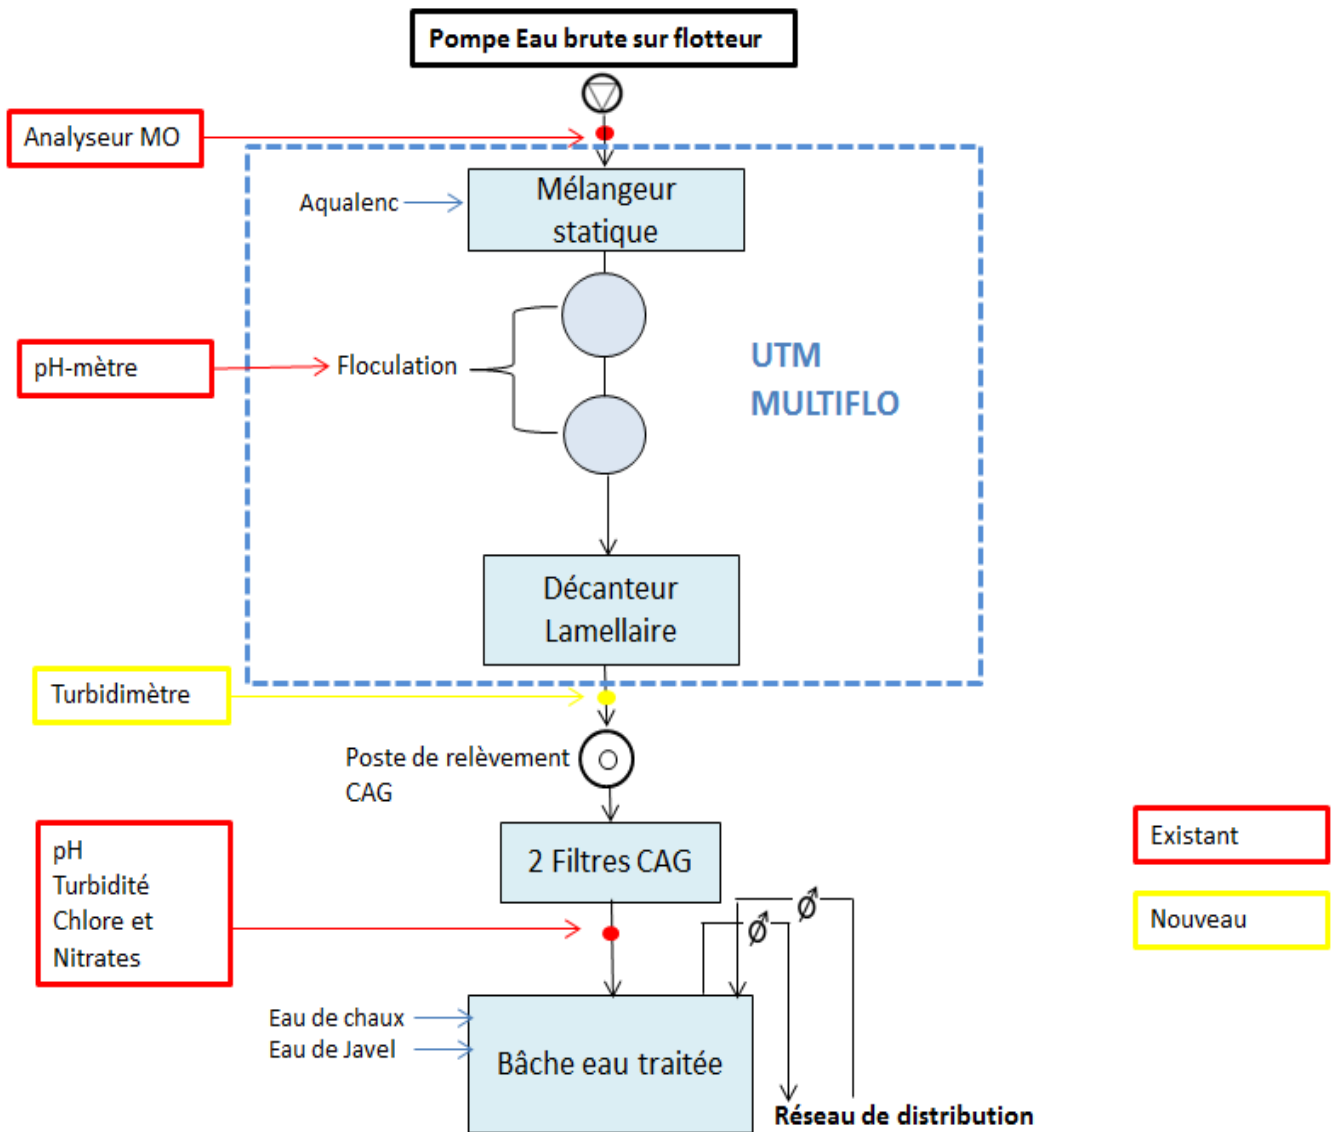 Pompe Eau brute sur flotteur
Analyseur MO
Aqualenc
Mélangeur
statique
pH-mètre
Floculation
UTM
MULTIFLO
Décanteur
Lamellaire
Turbidimètre
Poste de relèvement
CAG
pH
Turbidité
Chlore et
Nitrates
2 Filtres CAG
Existant
Nouveau
Eau de chaux
Eau de Javel
Bâche eau traitée
Réseau de distribution